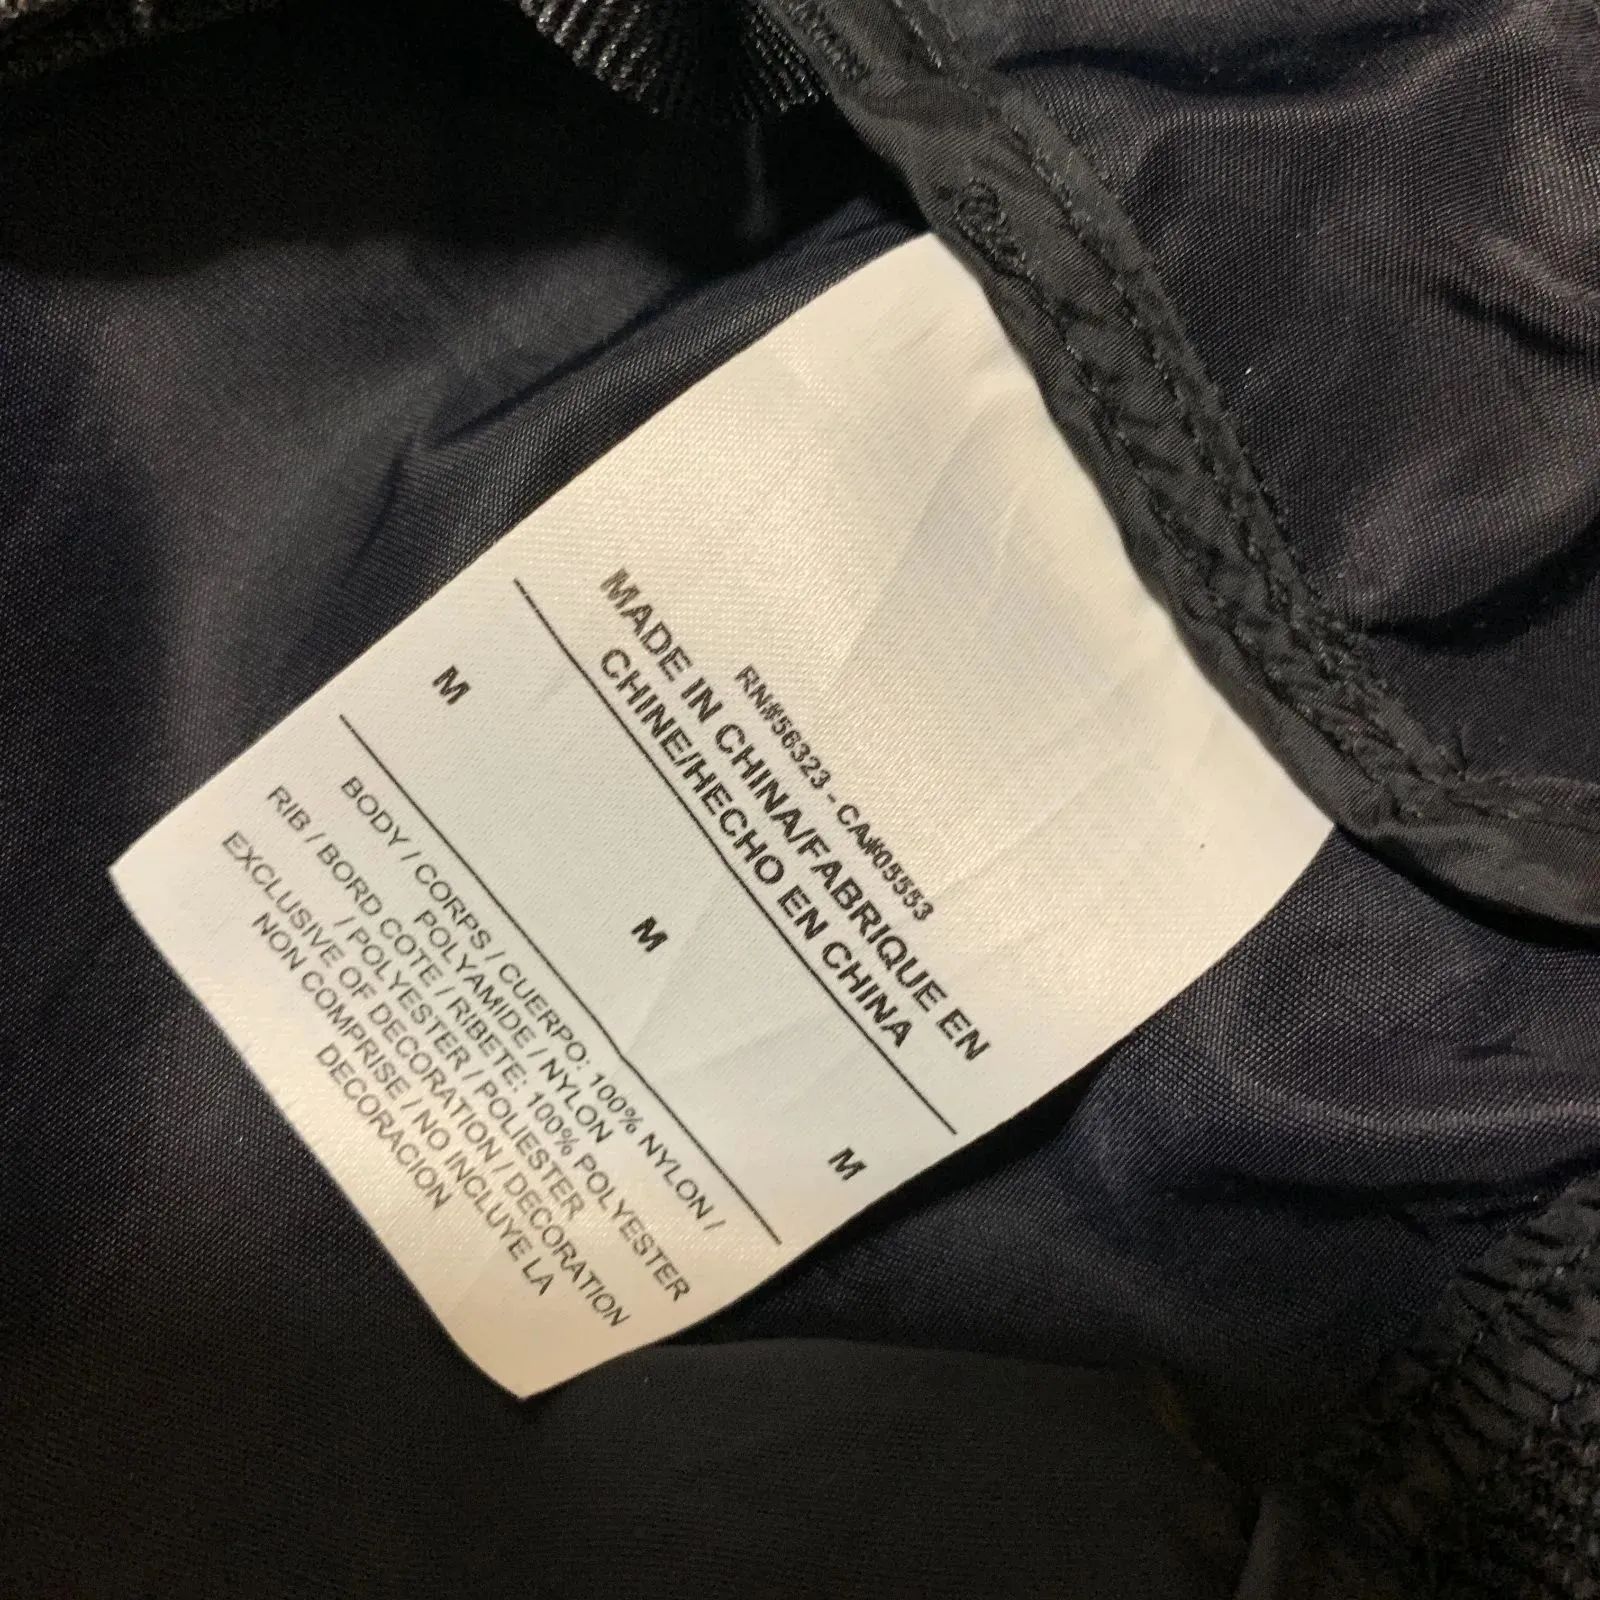 RN#56323 - CA#05553
MADE IN CHINA/FABRIQUE EN
CHINE/HECHO EN CHINA
M M M
BODY / CORPS / CUERPO: 100% NYLON /
POLYAMIDE / NYLON
RIB / BORD COTE / RIBETE: 100% POLYESTER
/ POLYESTER / POLIESTER
EXCLUSIVE OF DECORATION / DECORATION
NON COMPRISE / NO INCLUYE LA
DECORACION